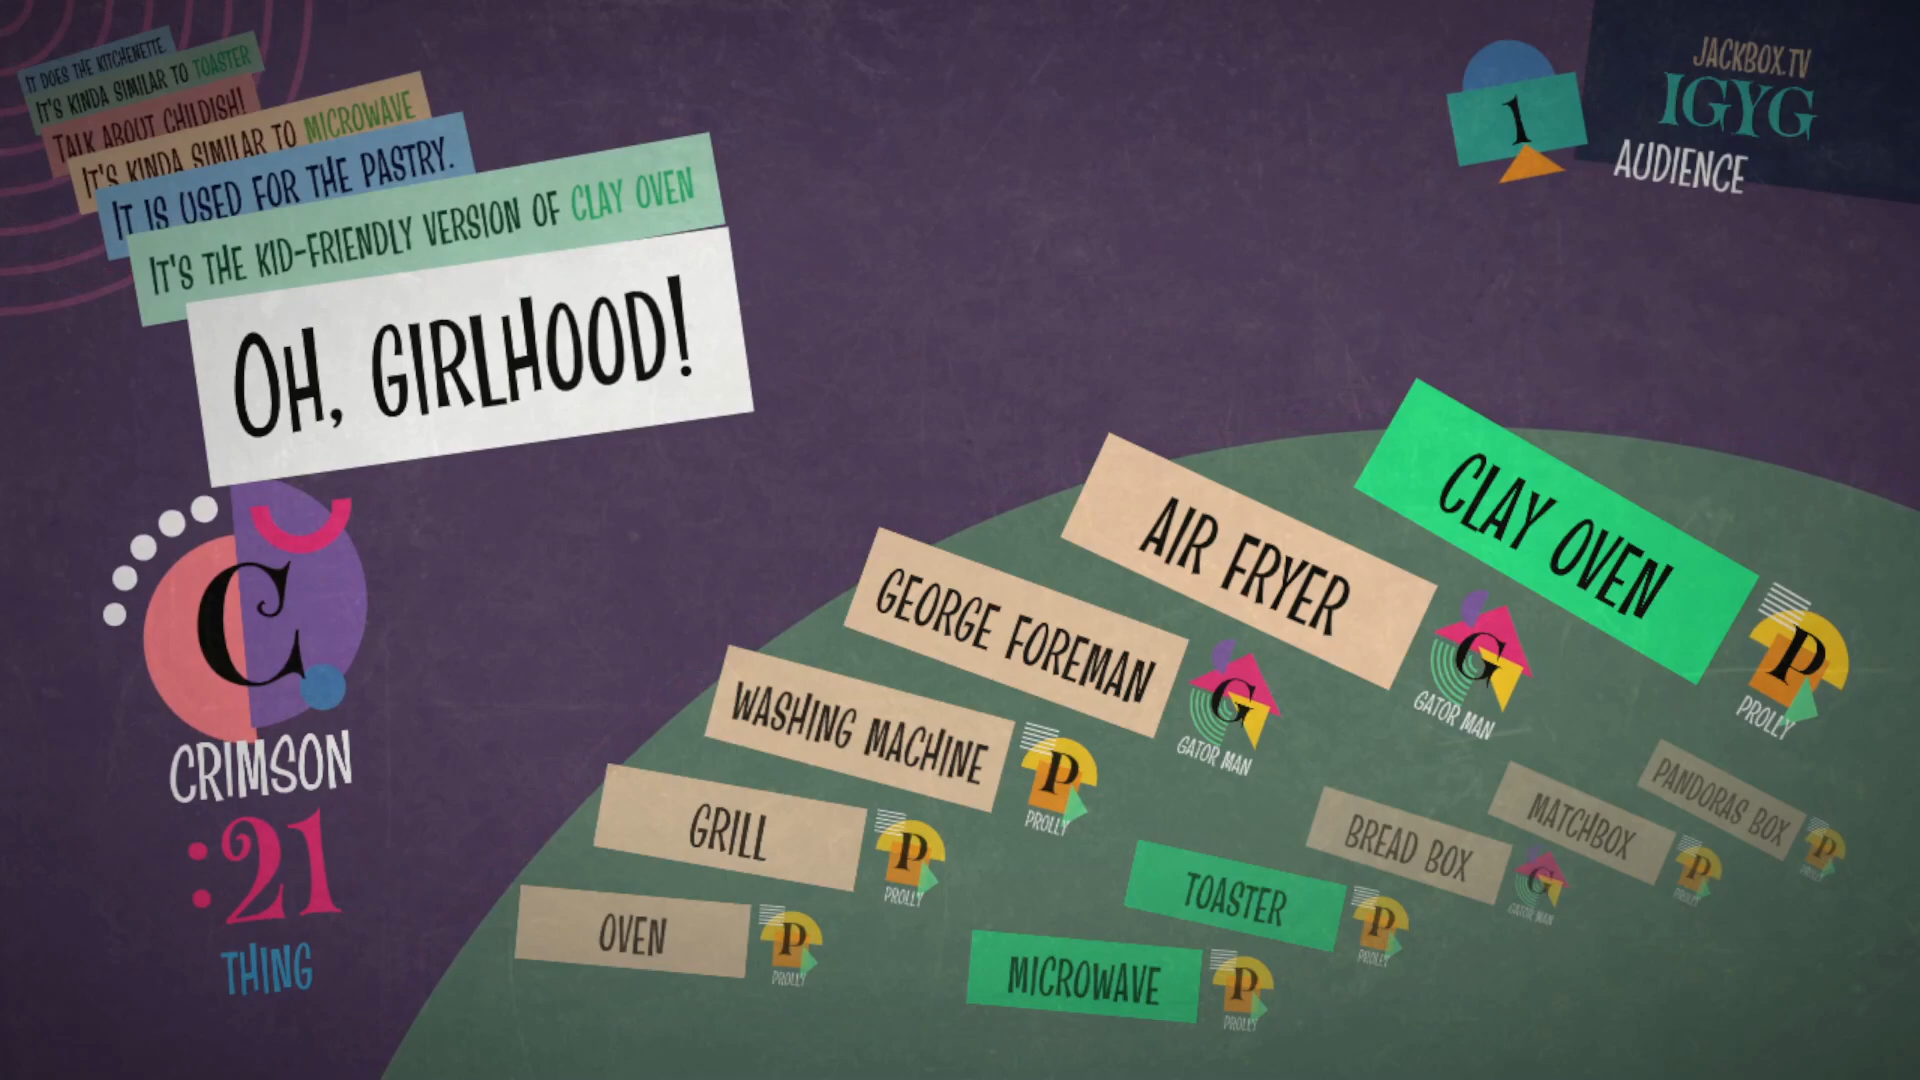 IT DOES THE KITCHENETTE.
IT'S KINDA SIMILAR TO TOASTER
TALK ABOUT CHILDISH!
IT'S KINDA SIMILAR TO MICROWAVE
IT IS USED FOR THE PASTRY.
IT'S THE KID-FRIENDLY VERSION OF CLAY OVEN
OH, GIRLHOOD!
C
CRIMSON
:21
THING
1
JACKBOX.TV
IGYG
AUDIENCE
CLAY OVEN
P
PROLLY
AIR FRYER
G
GATOR MAN
GEORGE FOREMAN
G
GATOR MAN
WASHING MACHINE
P
PROLLY
GRILL
P
PROLLY
OVEN
P
PROLLY
PANDORAS BOX
P
PROLLY
MATCHBOX
P
PROLLY
BREAD BOX
G
GATOR MAN
TOASTER
P
PROLLY
MICROWAVE
P
PROLLY